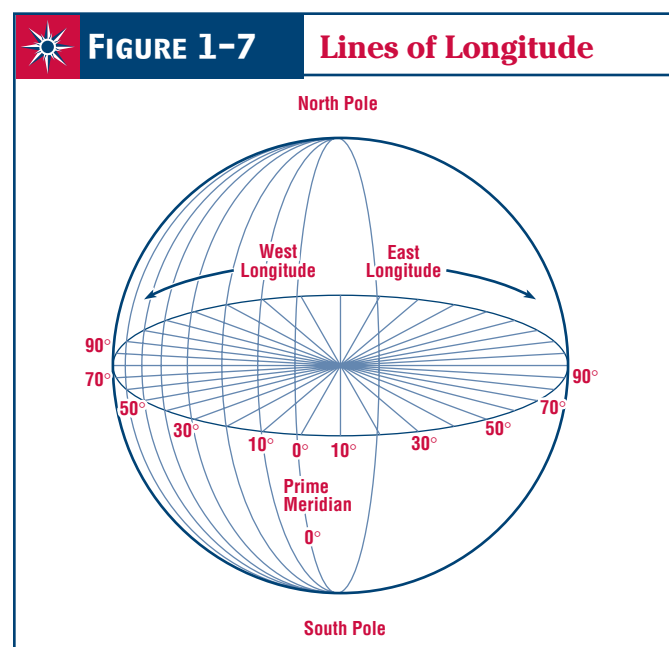 FIGURE 1–7
Lines of Longitude
North Pole
West
Longitude
East
Longitude
90°
70°
50°
30°
10°
0°
10°
30°
50°
70°
90°
Prime
Meridian
0°
South Pole